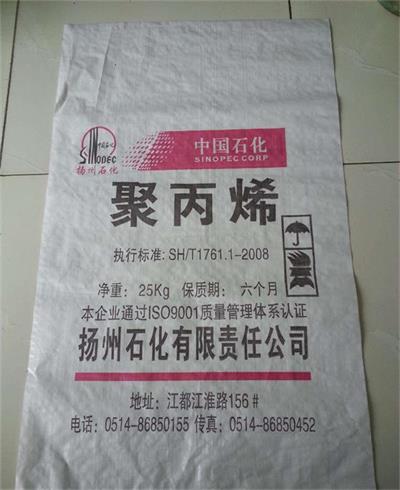 中国石化
SINOPEC
扬州石化
中国石化
SINOPEC CORP
聚丙烯
执行标准: SH/T1761.1-2008
净重: 25Kg 保质期: 六个月
本企业通过ISO9001质量管理体系认证
扬州石化有限责任公司
地址: 江都江淮路156#
电话: 0514-86850155 传真: 0514-86850452